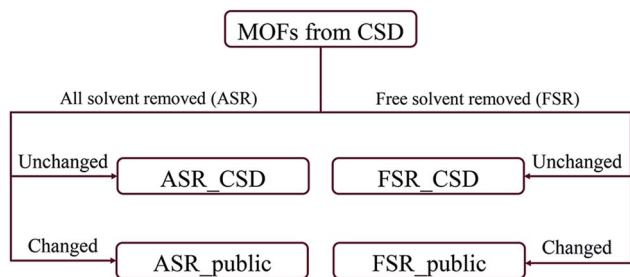 MOFs from CSD
All solvent removed (ASR)
Free solvent removed (FSR)
Unchanged
ASR_CSD
FSR_CSD
Unchanged
Changed
ASR_public
FSR_public
Changed